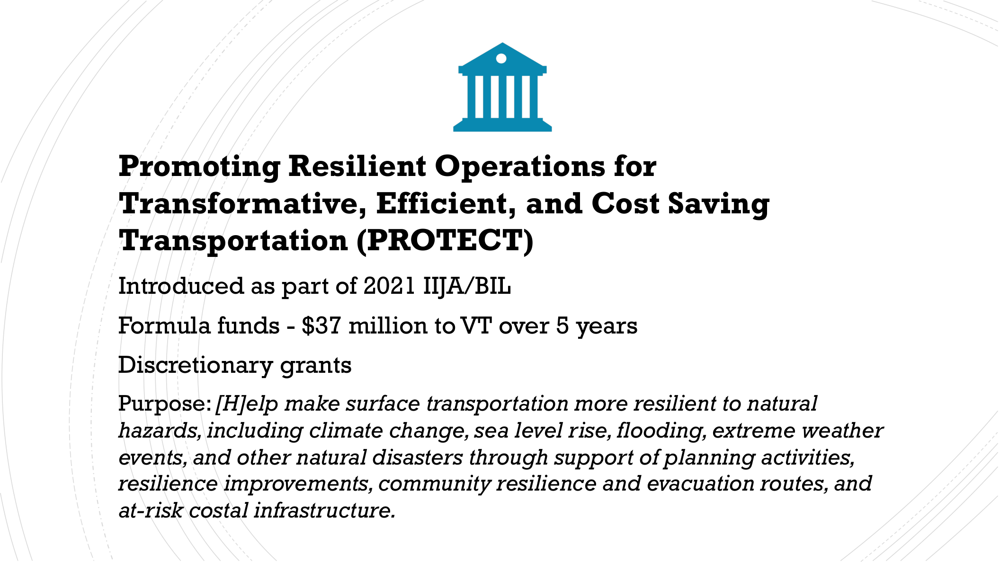 Promoting Resilient Operations for
Transformative, Efficient, and Cost Saving
Transportation (PROTECT)
Introduced as part of 2021 IIJA/BIL
Formula funds - $37 million to VT over 5 years
Discretionary grants
Purpose: [H]elp make surface transportation more resilient to natural
hazards, including climate change, sea level rise, flooding, extreme weather
events, and other natural disasters through support of planning activities,
resilience improvements, community resilience and evacuation routes, and
at-risk costal infrastructure.